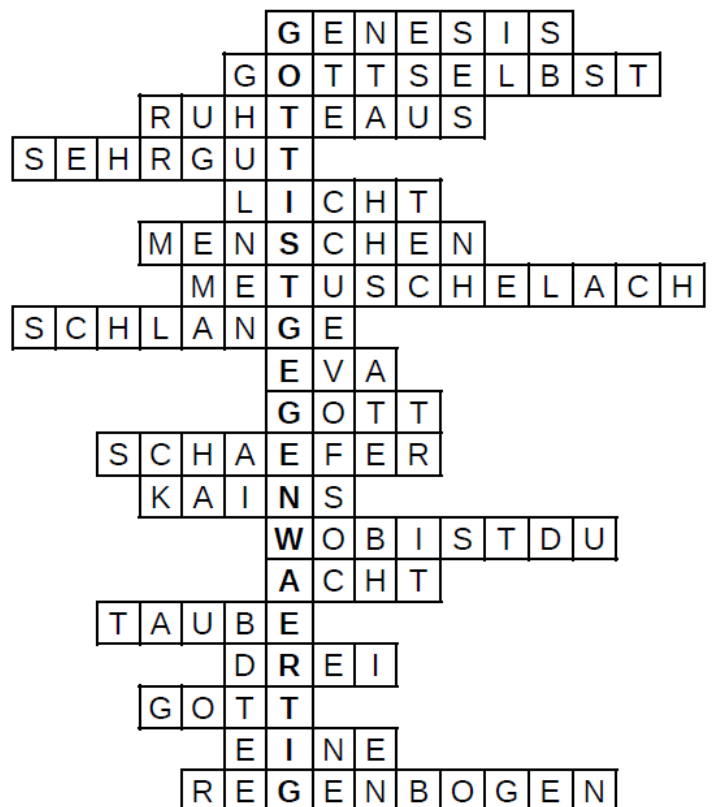 GENESIS
GOTTSELBST
RUHTEAUS
SEHRGUT
LICHT
MENSCHEN
METUSCHELACH
SCHLANGE
EVA
GOTT
SCHAEFER
KAINS
WOBISTDU
ACHT
TAUBE
DREI
GOTT
EINE
REGENBOGEN